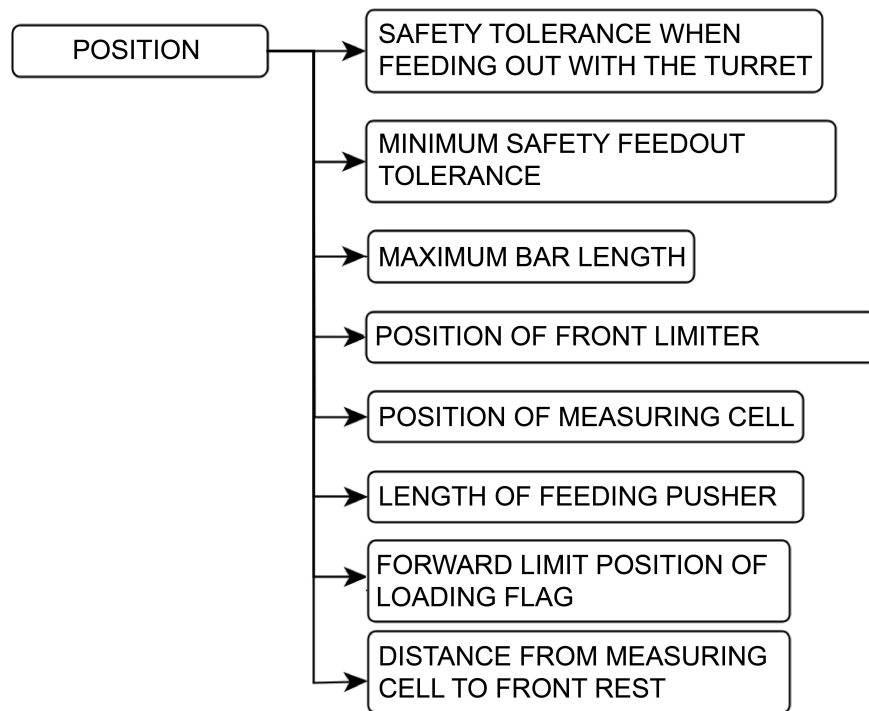 POSITION
SAFETY TOLERANCE WHEN
FEEDING OUT WITH THE TURRET
MINIMUM SAFETY FEEDOUT
TOLERANCE
MAXIMUM BAR LENGTH
POSITION OF FRONT LIMITER
POSITION OF MEASURING CELL
LENGTH OF FEEDING PUSHER
FORWARD LIMIT POSITION OF
LOADING FLAG
DISTANCE FROM MEASURING
CELL TO FRONT REST